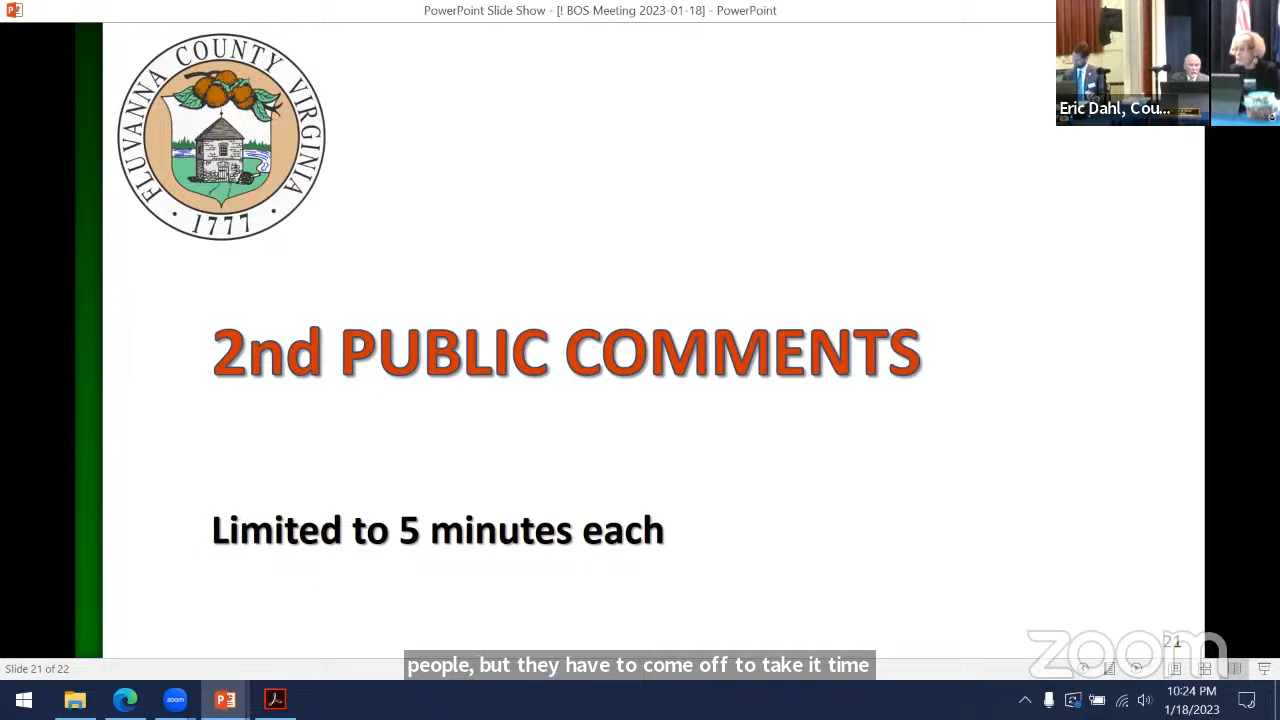 PowerPoint Slide Show - [! BOS Meeting 2023-01-18] - PowerPoint
Eric Dahl, Cou...
FLUVANNA COUNTY VIRGINIA
• 1777 •
2nd PUBLIC COMMENTS
Limited to 5 minutes each
21
zoom
people, but they have to come off to take it time
Slide 21 of 22
zoom
10:24 PM
1/18/2023